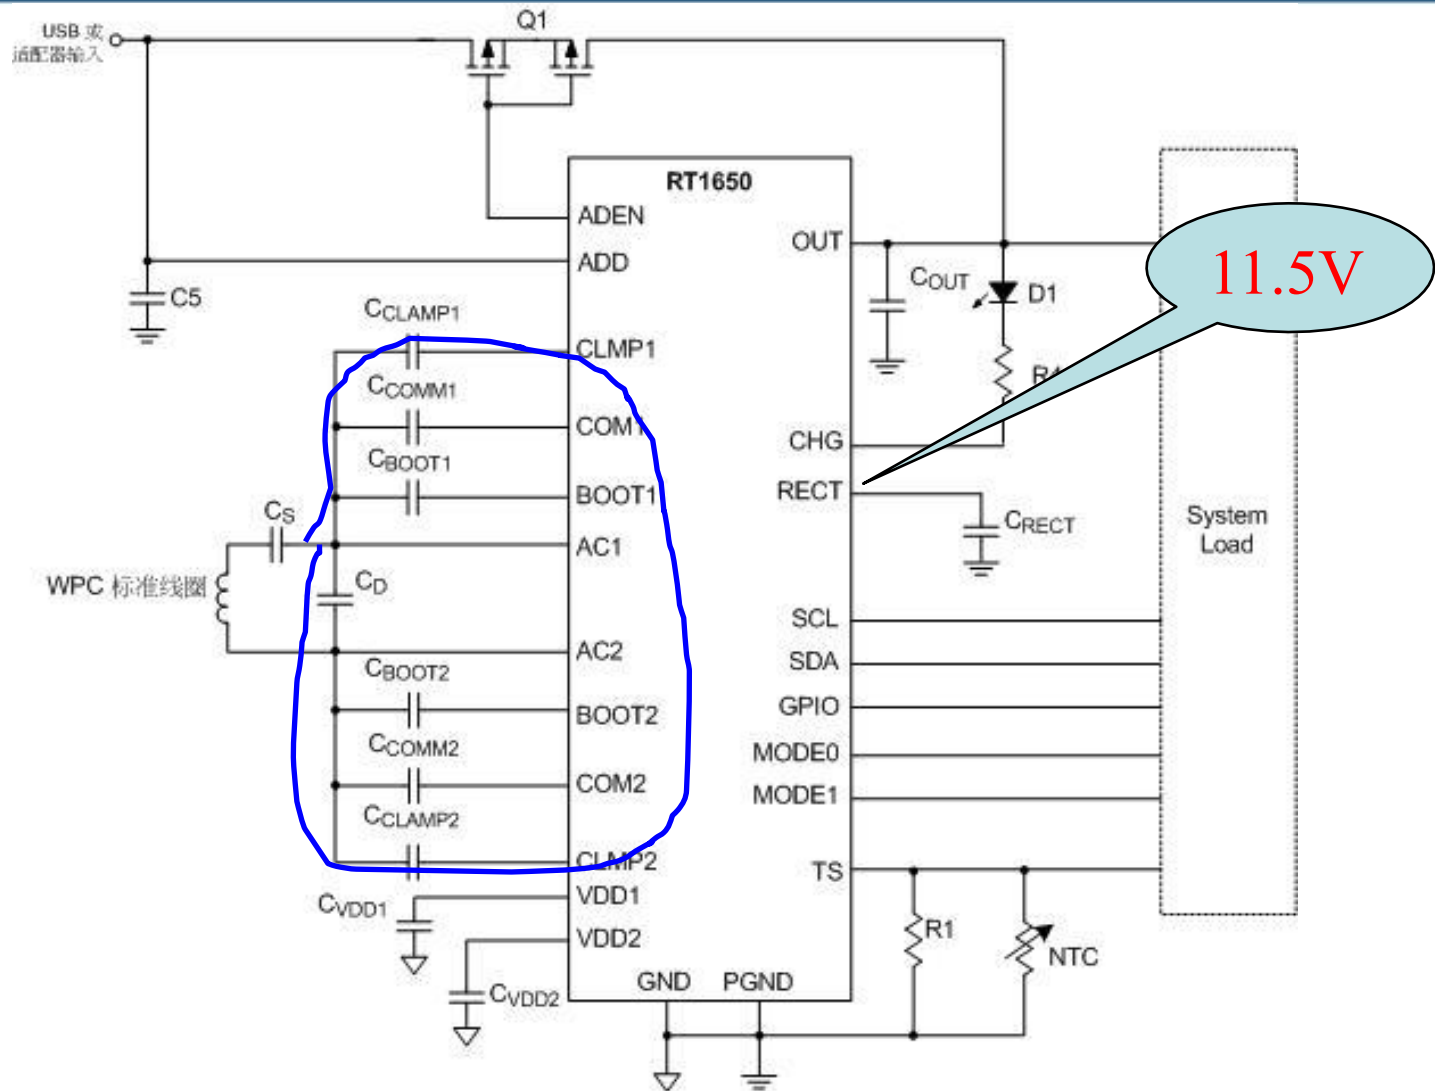 Q1
USB 或
适配器输入
RT1650
ADEN
OUT
ADD
11.5V
C5
COUT
D1
CCLAMP1
CLMP1
CCOMM1
COM1
CHG
CBOOT1
BOOT1
RECT
CRECT
CS
AC1
System
Load
WPC 标准线圈
CD
SCL
AC2
SDA
CBOOT2
BOOT2
GPIO
CCOMM2
MODE0
COM2
MODE1
CCLAMP2
CLMP2
TS
VDD1
CVDD1
R1
VDD2
NTC
GND
PGND
CVDD2